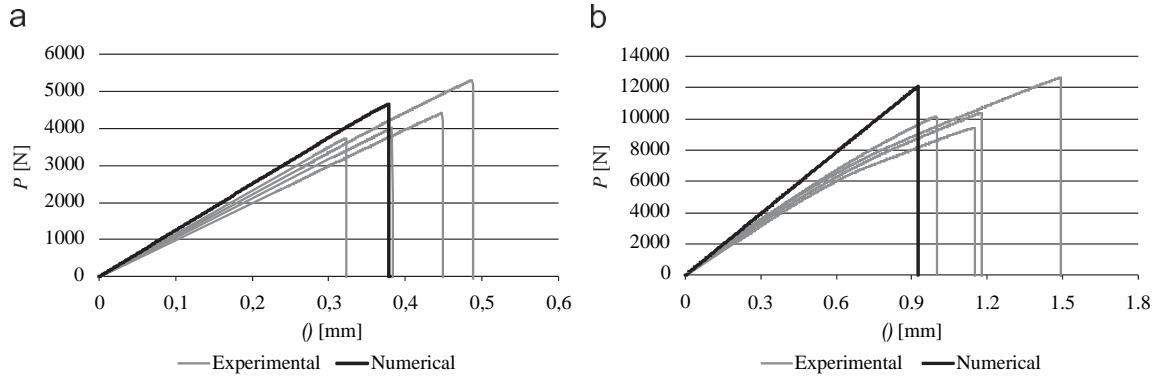 a
P [N]
6000
5000
4000
3000
2000
1000
0
0 0,1 0,2 0,3 0,4 0,5 0,6
() [mm]
Experimental Numerical
b
P [N]
14000
12000
10000
8000
6000
4000
2000
0
0 0.3 0.6 0.9 1.2 1.5 1.8
() [mm]
Experimental Numerical